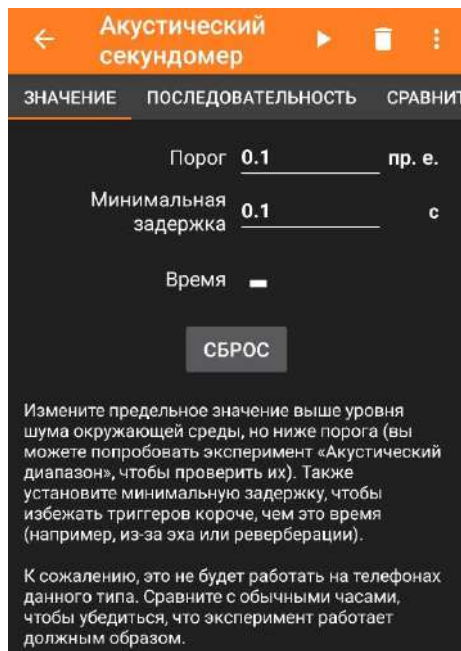 Акустический
секундомер
ЗНАЧЕНИЕ ПОСЛЕДОВАТЕЛЬНОСТЬ СРАВНИТ
Порог 0.1 пр. е.
Минимальная
задержка 0.1 с
Время -
СБРОС
Измените предельное значение выше уровня
шума окружающей среды, но ниже порога (вы
можете попробовать эксперимент «Акустический
диапазон», чтобы проверить их). Также
установите минимальную задержку, чтобы
избежать триггеров короче, чем это время
(например, из-за эха или реверберации).
К сожалению, это не будет работать на телефонах
данного типа. Сравните с обычными часами,
чтобы убедиться, что эксперимент работает
должным образом.